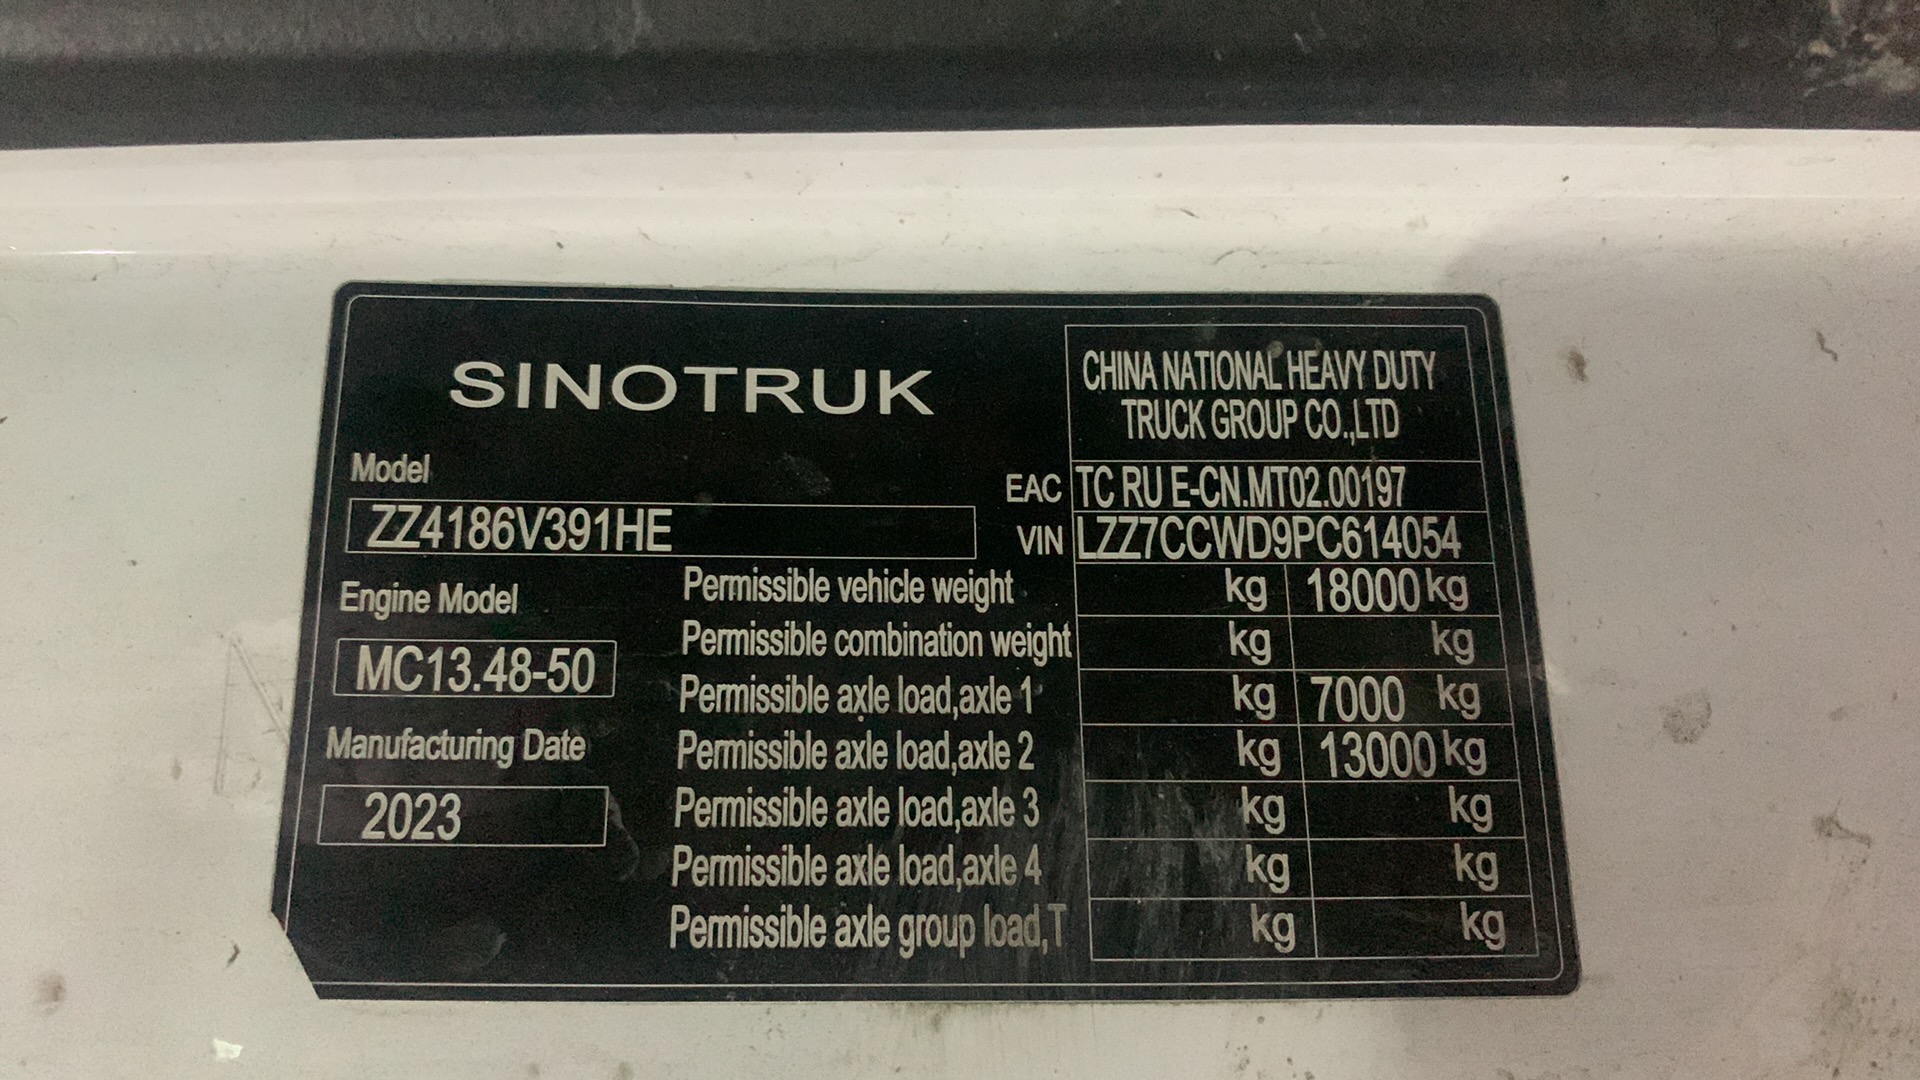 SINOTRUK
CHINA NATIONAL HEAVY DUTY
TRUCK GROUP CO.,LTD
Model
ZZ4186V391HE
EAC TC RU E-CN.MT02.00197
VIN LZZ7CCWD9PC614054
Engine Model
MC13.48-50
Manufacturing Date
2023
Permissible vehicle weight kg 18000 kg
Permissible combination weight kg kg
Permissible axle load,axle 1 kg 7000 kg
Permissible axle load,axle 2 kg 13000 kg
Permissible axle load,axle 3 kg kg
Permissible axle load,axle 4 kg kg
Permissible axle group load,T kg kg